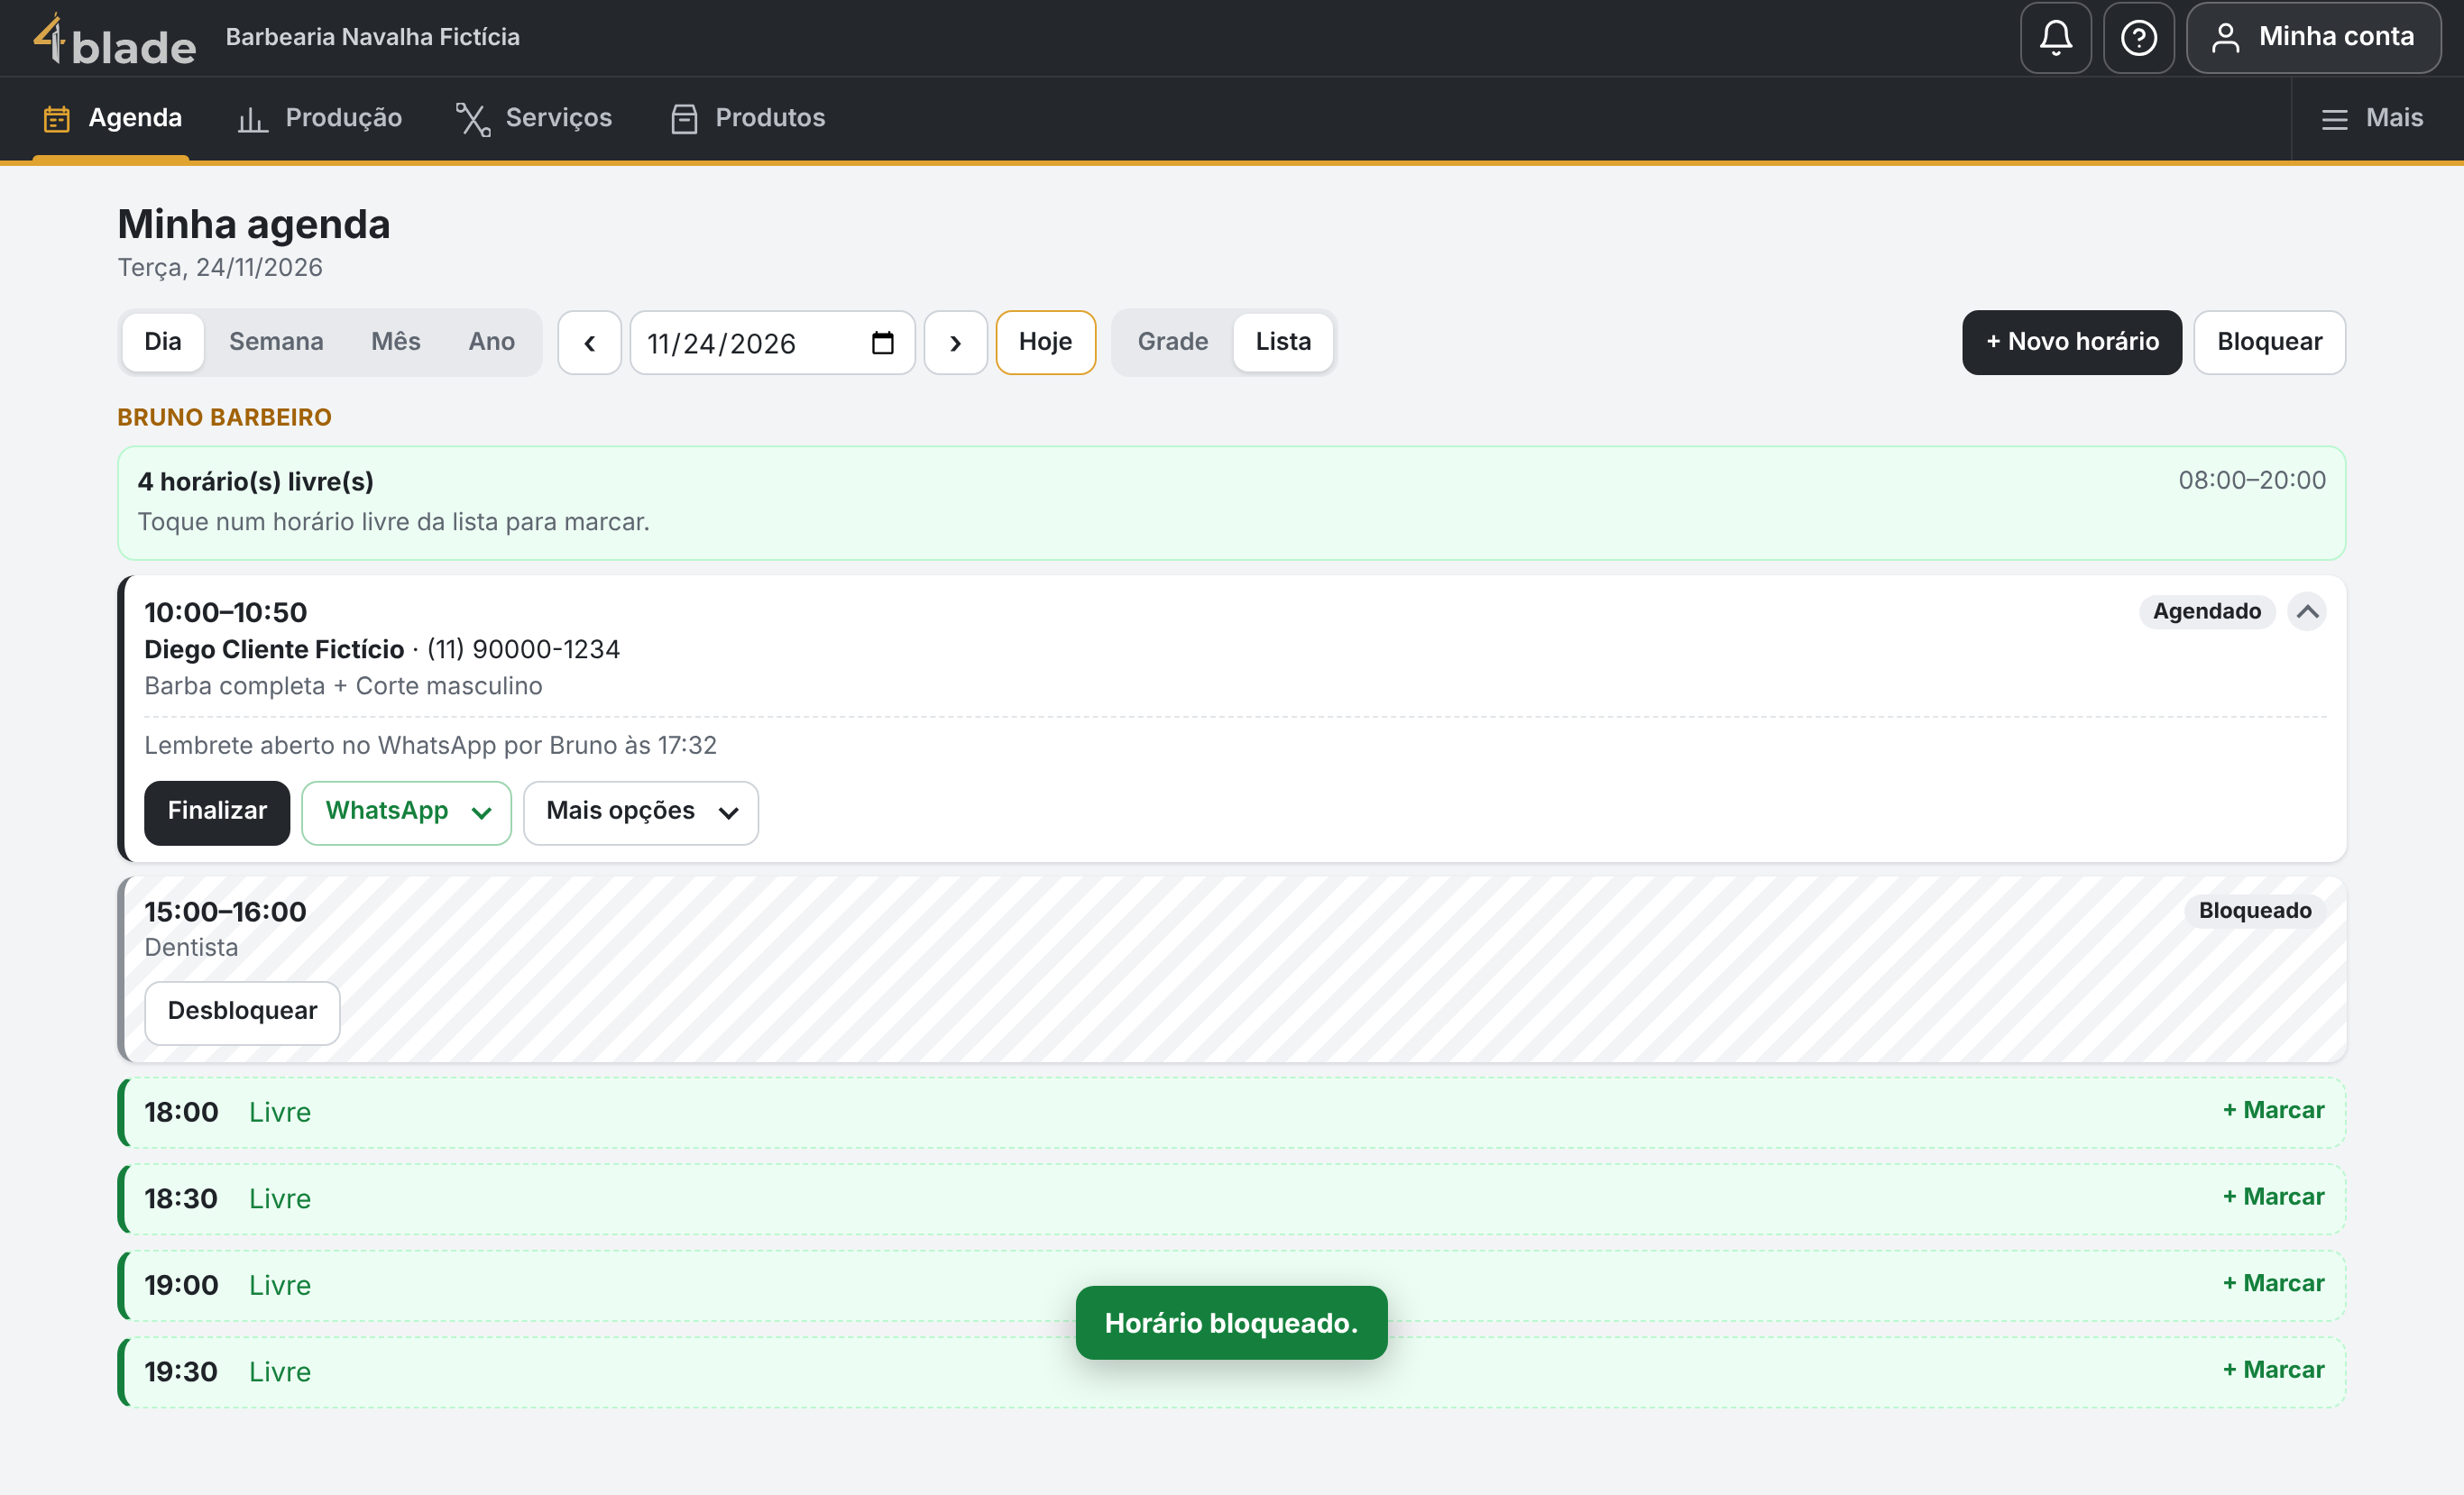 4blade
Barbearia Navalha Fictícia
Minha conta
Agenda
Produção
Serviços
Produtos
Mais
Minha agenda
Terça, 24/11/2026
Dia
Semana
Mês
Ano
11/24/2026
Hoje
Grade
Lista
+ Novo horário
Bloquear
BRUNO BARBEIRO
4 horário(s) livre(s)
08:00–20:00
Toque num horário livre da lista para marcar.
10:00–10:50
Agendado
Diego Cliente Fictício · (11) 90000-1234
Barba completa + Corte masculino
Lembrete aberto no WhatsApp por Bruno às 17:32
Finalizar
WhatsApp
Mais opções
15:00–16:00
Bloqueado
Dentista
Desbloquear
18:00 Livre
+ Marcar
18:30 Livre
+ Marcar
19:00 Livre
+ Marcar
Horário bloqueado.
19:30 Livre
+ Marcar